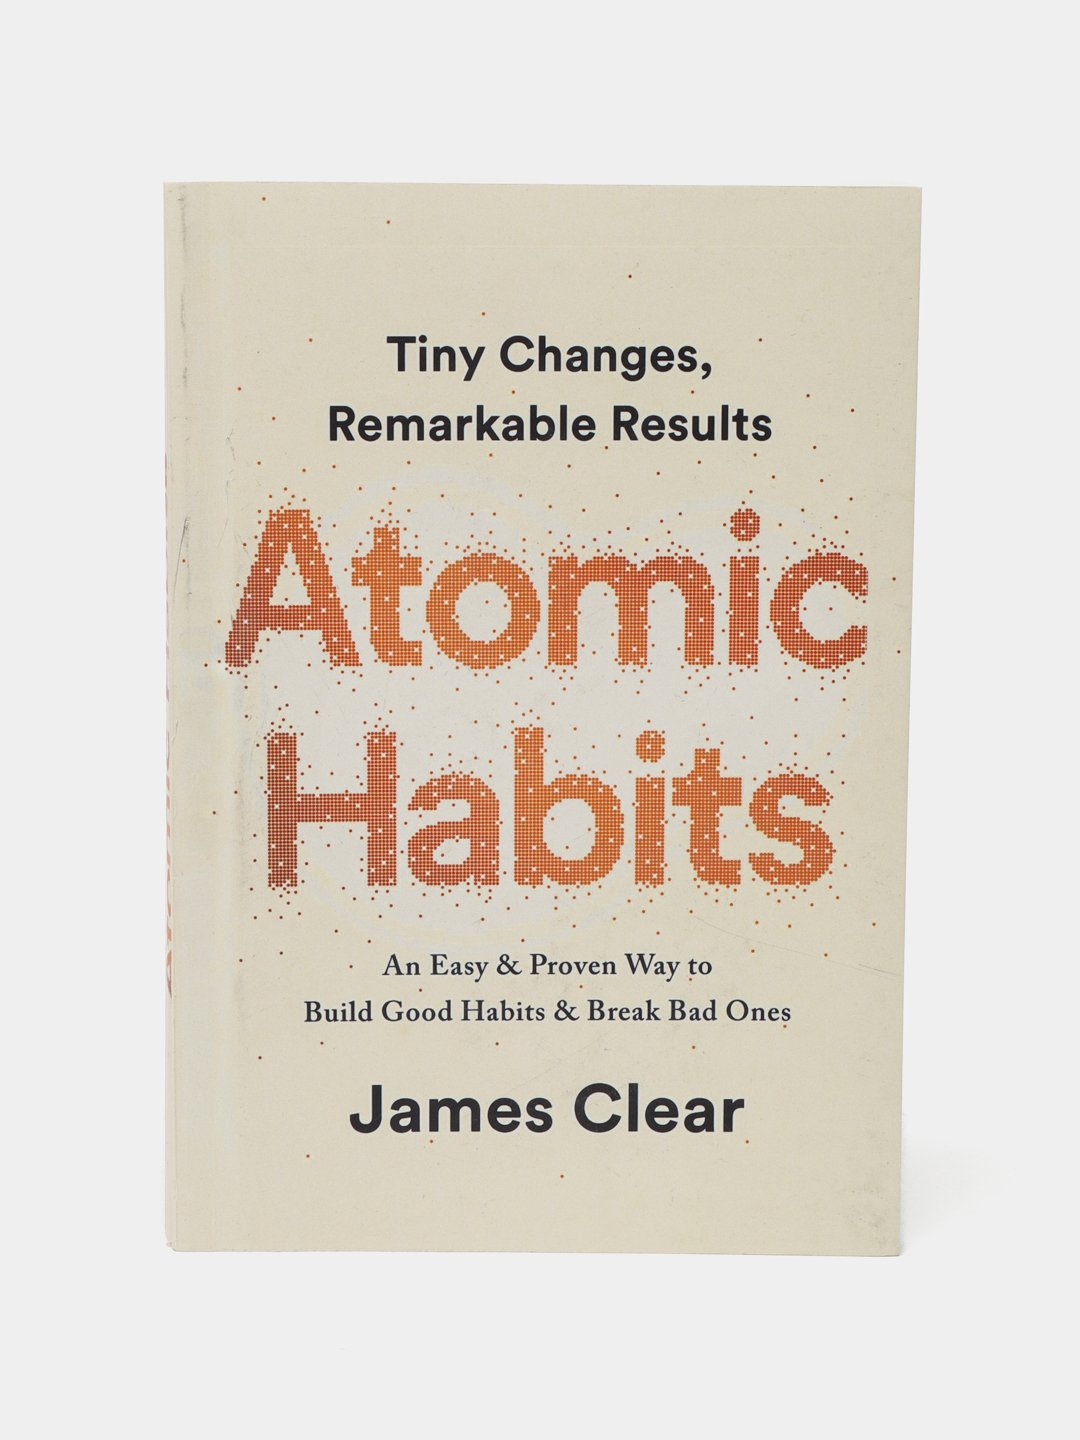 Tiny Changes,
Remarkable Results
Atomic
Habits
An Easy & Proven Way to
Build Good Habits & Break Bad Ones
James Clear